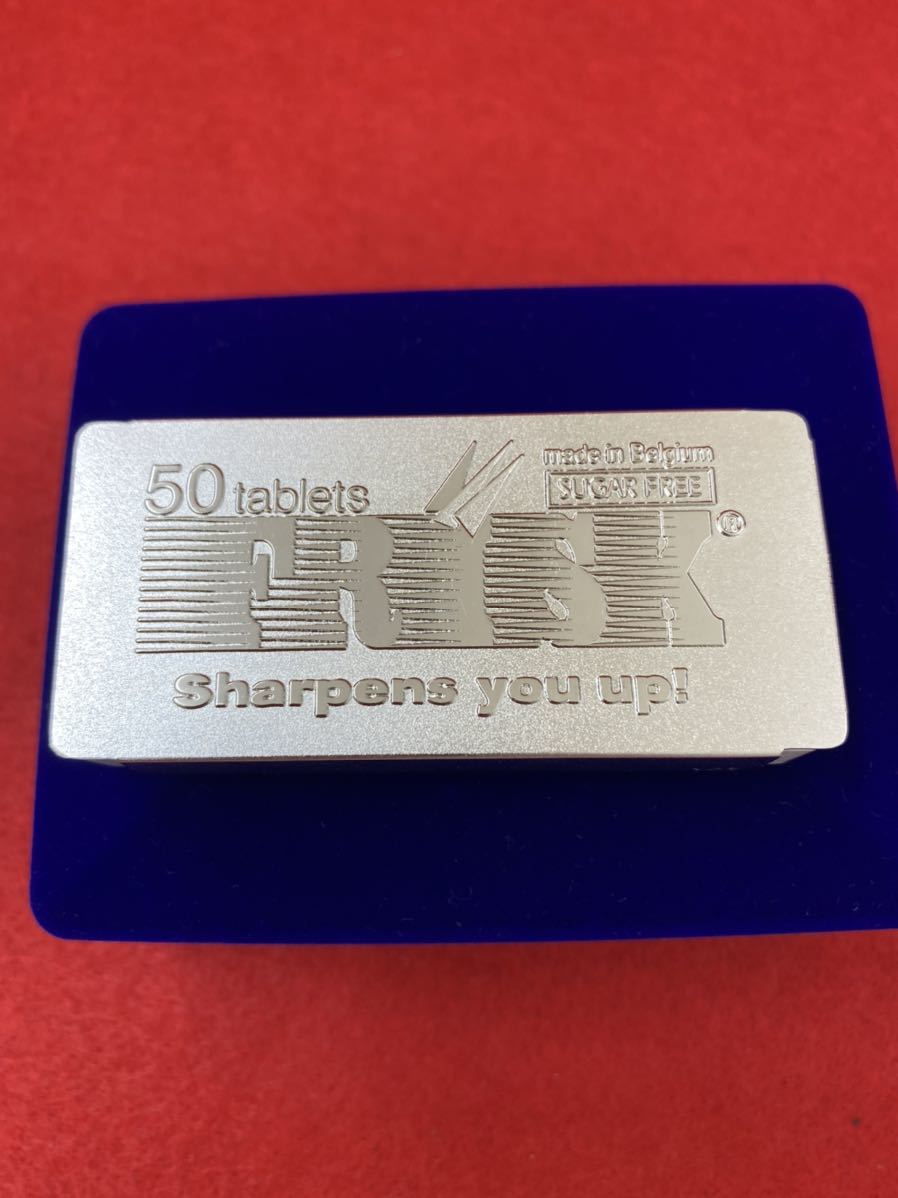 50 tablets
made in Belgium
SUGAR FREE
FRISK®
Sharpens you up!